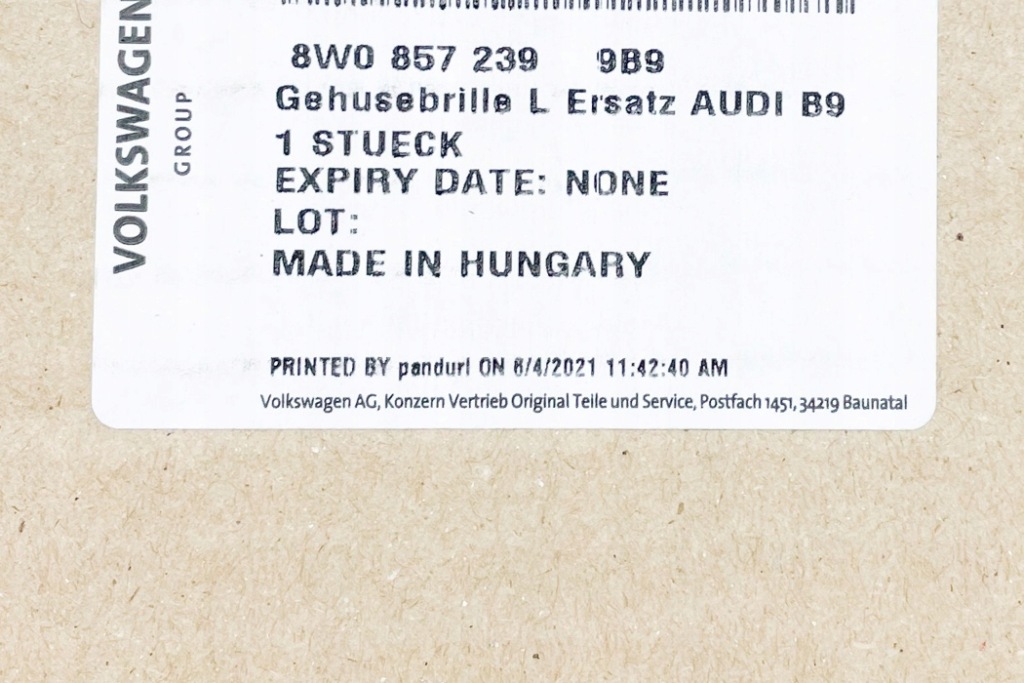 VOLKSWAGEN
GROUP
8W0 857 239 9B9
Gehusebrille L Ersatz AUDI B9
1 STUECK
EXPIRY DATE: NONE
LOT:
MADE IN HUNGARY
PRINTED BY pandurl ON 8/4/2021 11:42:40 AM
Volkswagen AG, Konzern Vertrieb Original Teile und Service, Postfach 1451, 34219 Baunatal